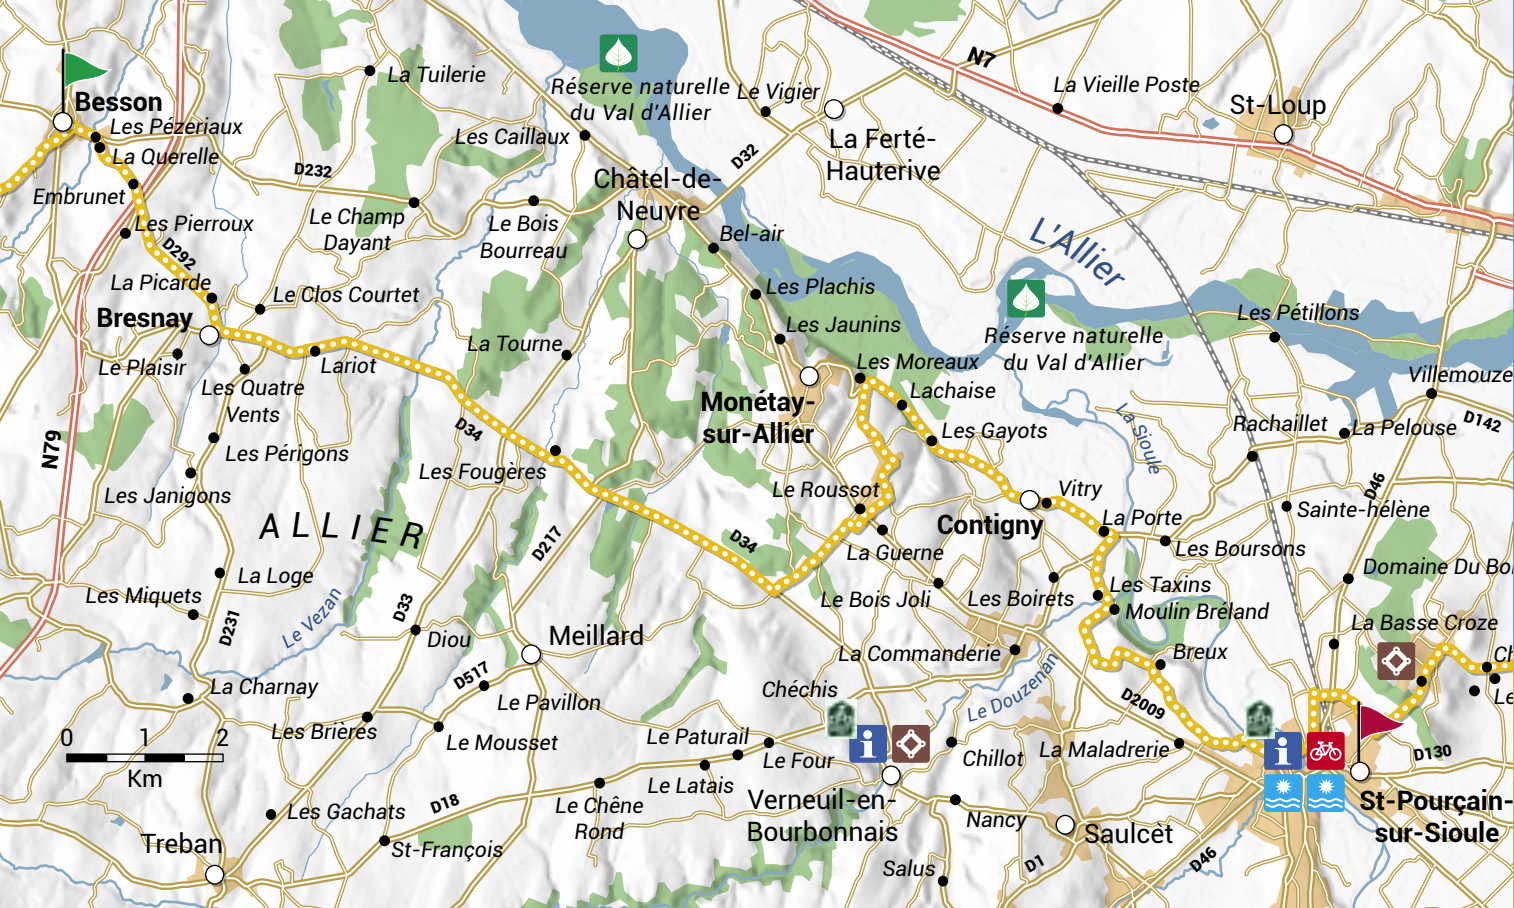 N7
La Tuilerie
Réserve naturelle
du Val d'Allier
Le Vigier
La Vieille Poste
St-Loup
Besson
Les Pézeriaux
La Querelle
Les Caillaux
La Ferté-
Hauterive
D32
D232
Embrunet
Châtel-de-
Neuvre
Les Pierroux
Le Champ
Dayant
Le Bois
Bourreau
Bel-air
L'Allier
D292
La Picarde
Le Clos Courtet
Les Plachis
Bresnay
Les Jaunins
Réserve naturelle
du Val d'Allier
Les Pétillons
Le Plaisir
Lariot
La Tourne
Les Moreaux
Lachaise
Villemouze
Les Quatre
Vents
Monétay-
sur-Allier
La Sioule
D34
Les Gayots
Rachaillet
La Pelouse
D142
N79
Les Périgons
Les Fougères
Les Janigons
Le Roussot
Vitry
D46
Contigny
La Porte
Sainte-hélène
ALLIER
D217
D34
La Guerne
Les Boursons
La Loge
Domaine Du Bo
Les Miquets
Le Bois Joli
Les Boirets
Les Taxins
Moulin Bréland
D231
Le Vezan
D33
Diou
Meillard
La Basse Croze
La Commanderie
Breux
Ch
Le
D517
Le Pavillon
Chéchis
Le Douzenan
D2009
La Charnay
Les Brières
Le Mousset
Le Paturail
Le Four
Chillot
La Maladrerie
D130
0 1 2
Km
Le Latais
Le Chêne
Rond
Verneuil-en-
Bourbonnais
St-Pourçain-
sur-Sioule
D18
Les Gachats
Nancy
Saulcet
Treban
St-François
Salus
D1
D46